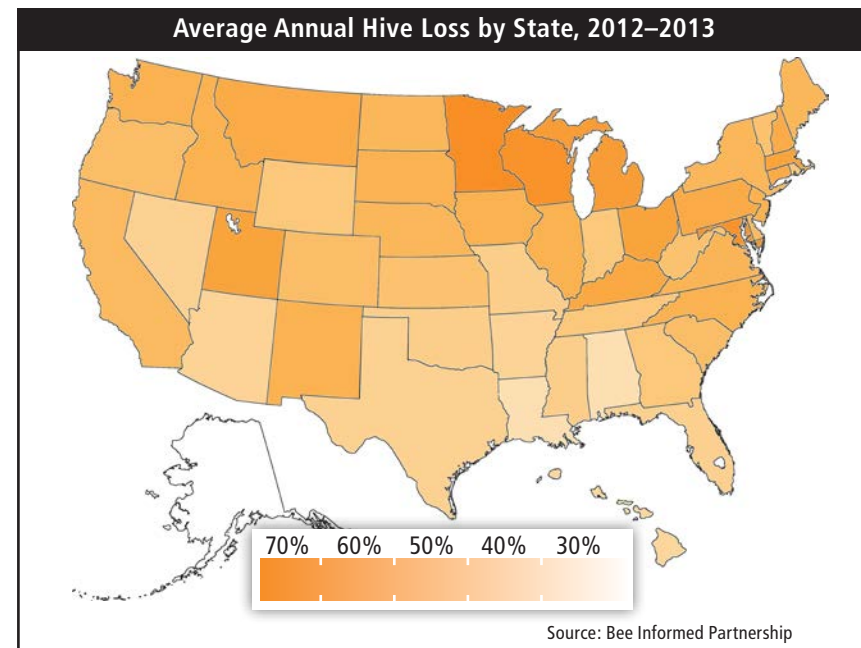 Average Annual Hive Loss by State, 2012–2013
70% 60% 50% 40% 30%
Source: Bee Informed Partnership